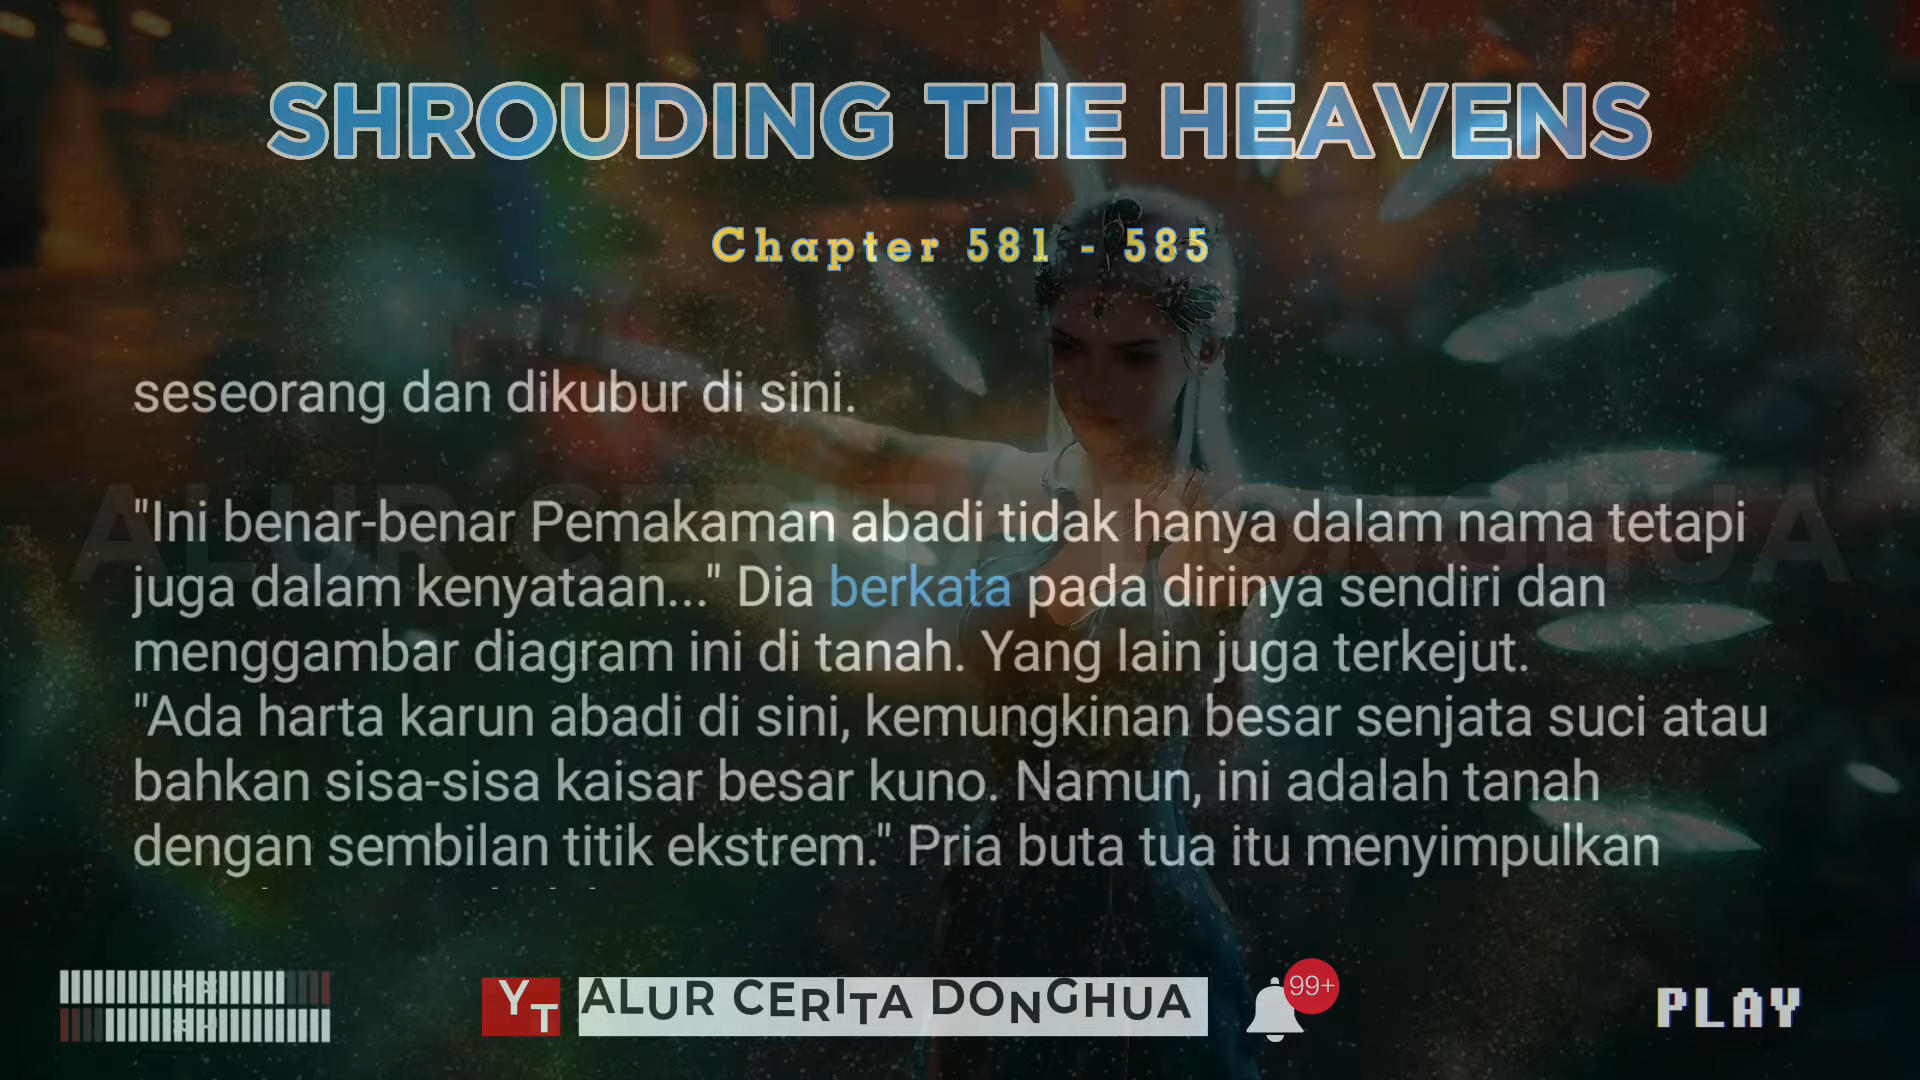 SHROUDING THE HEAVENS
Chapter 581 - 585
seseorang dan dikubur di sini.
"Ini benar-benar Pemakaman abadi tidak hanya dalam nama tetapi
ALUR CERITA DONGHUA
juga dalam kenyataan..." Dia berkata pada dirinya sendiri dan
menggambar diagram ini di tanah. Yang lain juga terkejut.
"Ada harta karun abadi di sini, kemungkinan besar senjata suci atau
bahkan sisa-sisa kaisar besar kuno. Namun, ini adalah tanah
dengan sembilan titik ekstrem." Pria buta tua itu menyimpulkan
YT ALUR CERITA DONGHUA 99+
PLAY